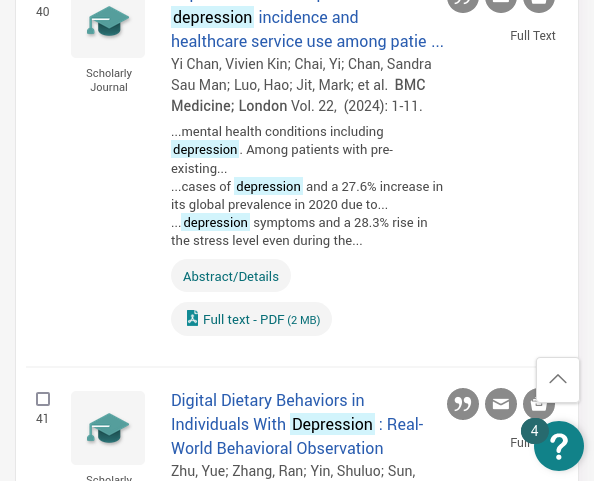 40
depression incidence and
healthcare service use among patie ...
Full Text
Scholarly
Journal
Yi Chan, Vivien Kin; Chai, Yi; Chan, Sandra
Sau Man; Luo, Hao; Jit, Mark; et al. BMC
Medicine; London Vol. 22, (2024): 1-11.
...mental health conditions including
depression. Among patients with pre-
existing...
...cases of depression and a 27.6% increase in
its global prevalence in 2020 due to...
...depression symptoms and a 28.3% rise in
the stress level even during the...
Abstract/Details
Full text - PDF (2 MB)
41
Digital Dietary Behaviors in
Individuals With Depression : Real-
World Behavioral Observation
Full
4
?
Scholarly
Zhu, Yue; Zhang, Ran; Yin, Shuluo; Sun,